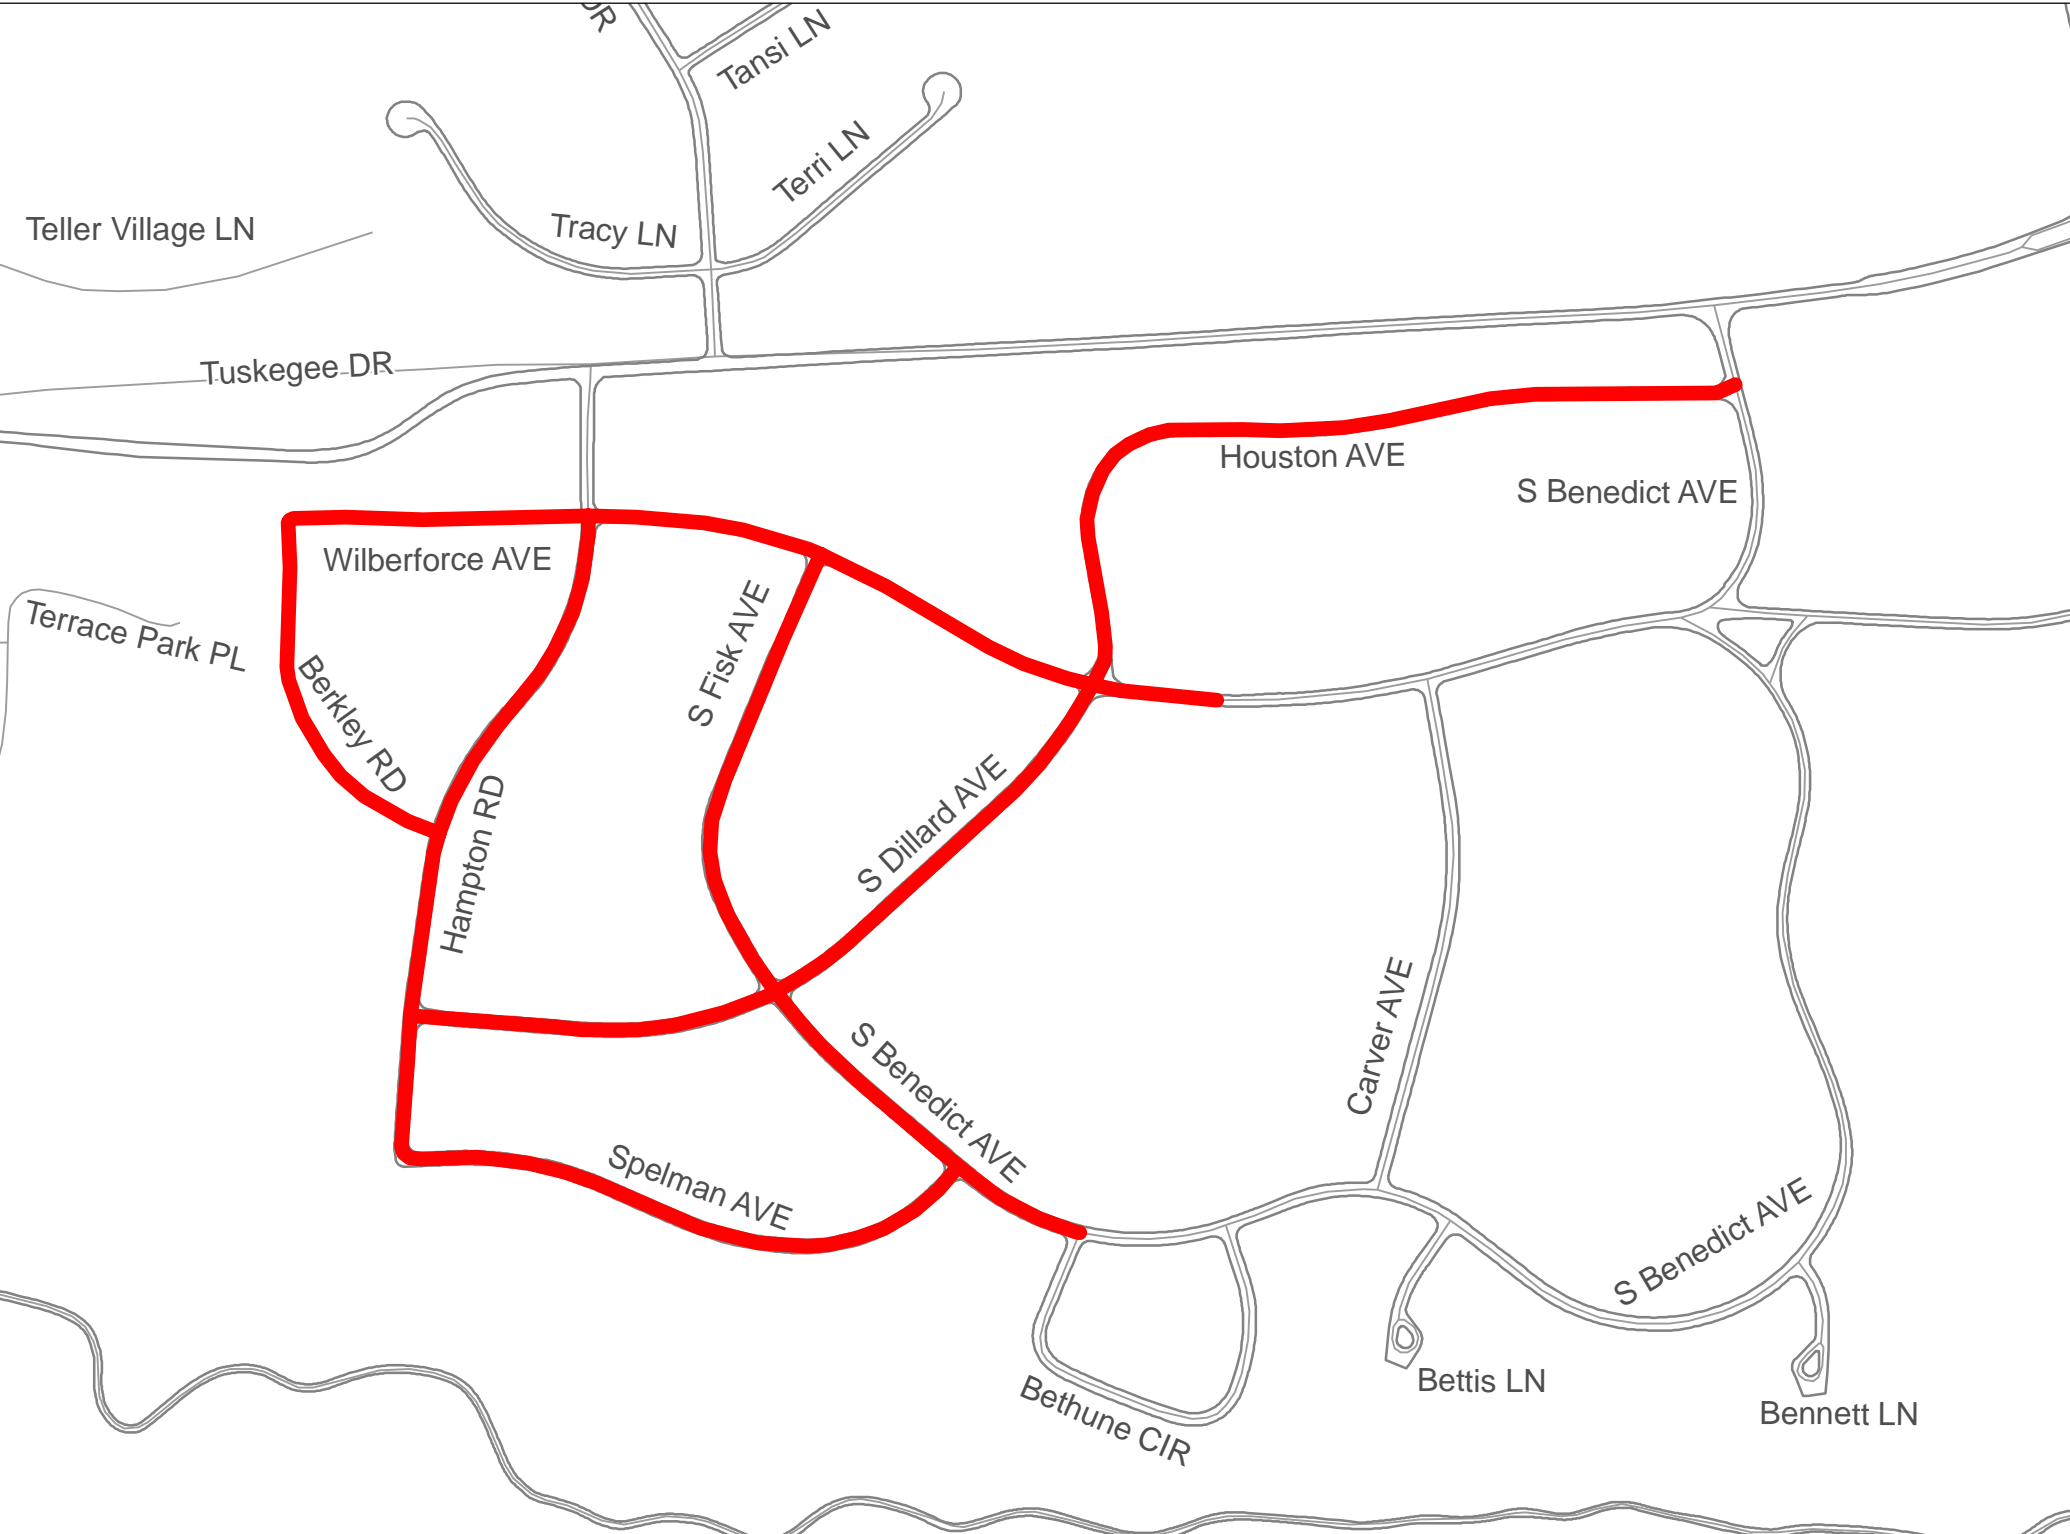 DR
Tansi LN
Terri LN
Teller Village LN
Tracy LN
Tuskegee DR
Houston AVE
S Benedict AVE
Wilberforce AVE
Terrace Park PL
S Fisk AVE
Berkley RD
S Dillard AVE
Hampton RD
Carver AVE
S Benedict AVE
Spelman AVE
S Benedict AVE
Bettis LN
Bennett LN
Bethune CIR